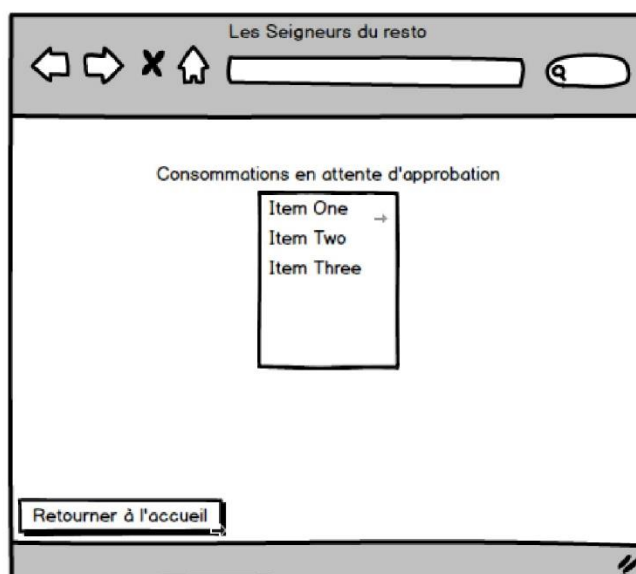 Les Seigneurs du resto
Consommations en attente d'approbation
Item One
Item Two
Item Three
Retourner à l'accueil